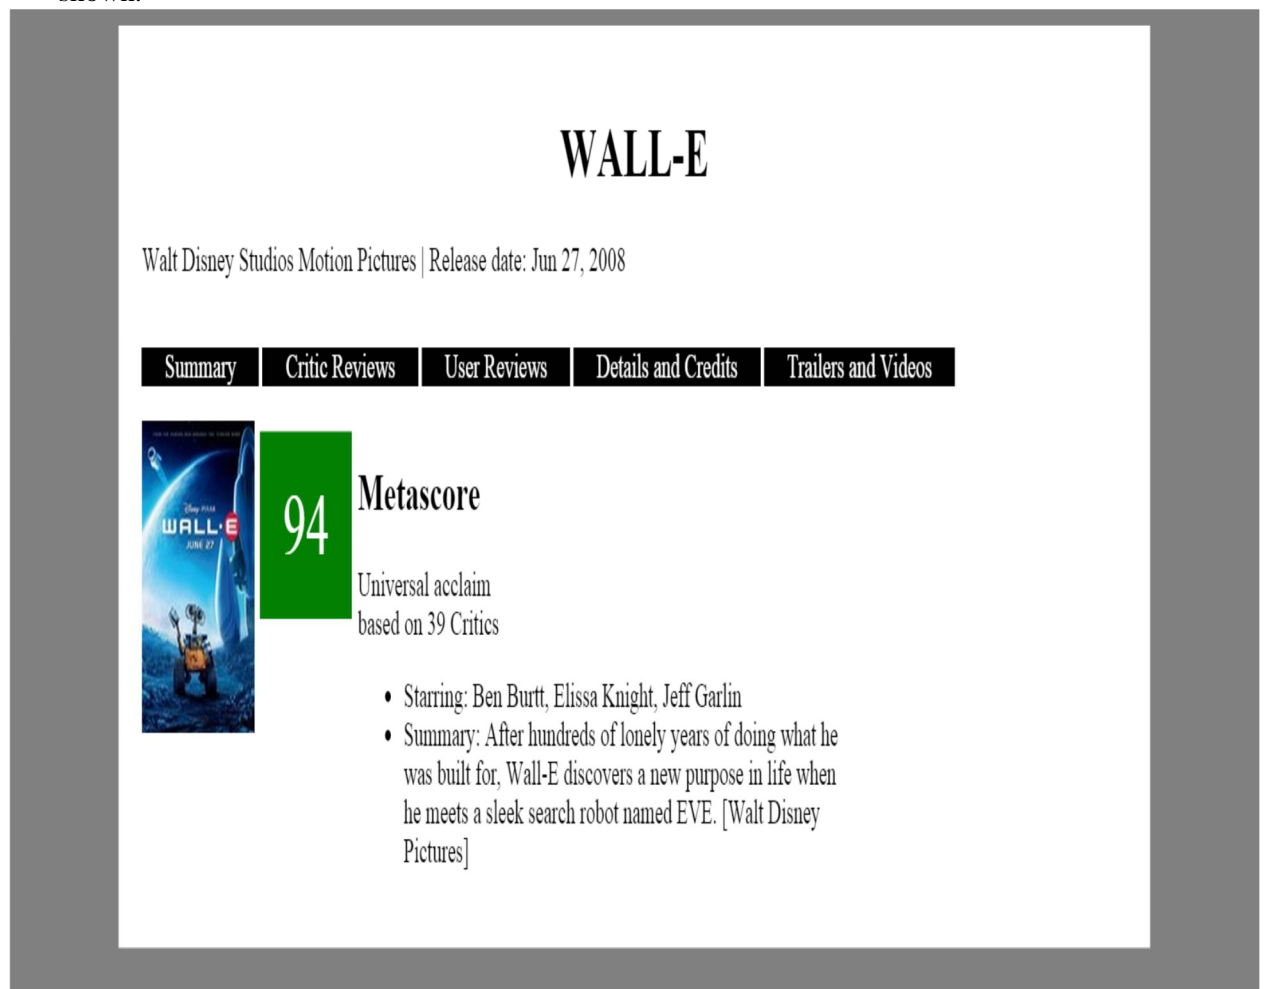 shown.
WALL-E
Walt Disney Studios Motion Pictures | Release date: Jun 27, 2008
Summary Critic Reviews User Reviews Details and Credits Trailers and Videos
Disney PIXAR
WALL·E
JUNE 27
94
Metascore
Universal acclaim
based on 39 Critics
• Starring: Ben Burtt, Elissa Knight, Jeff Garlin
• Summary: After hundreds of lonely years of doing what he
was built for, Wall-E discovers a new purpose in life when
he meets a sleek search robot named EVE. [Walt Disney
Pictures]